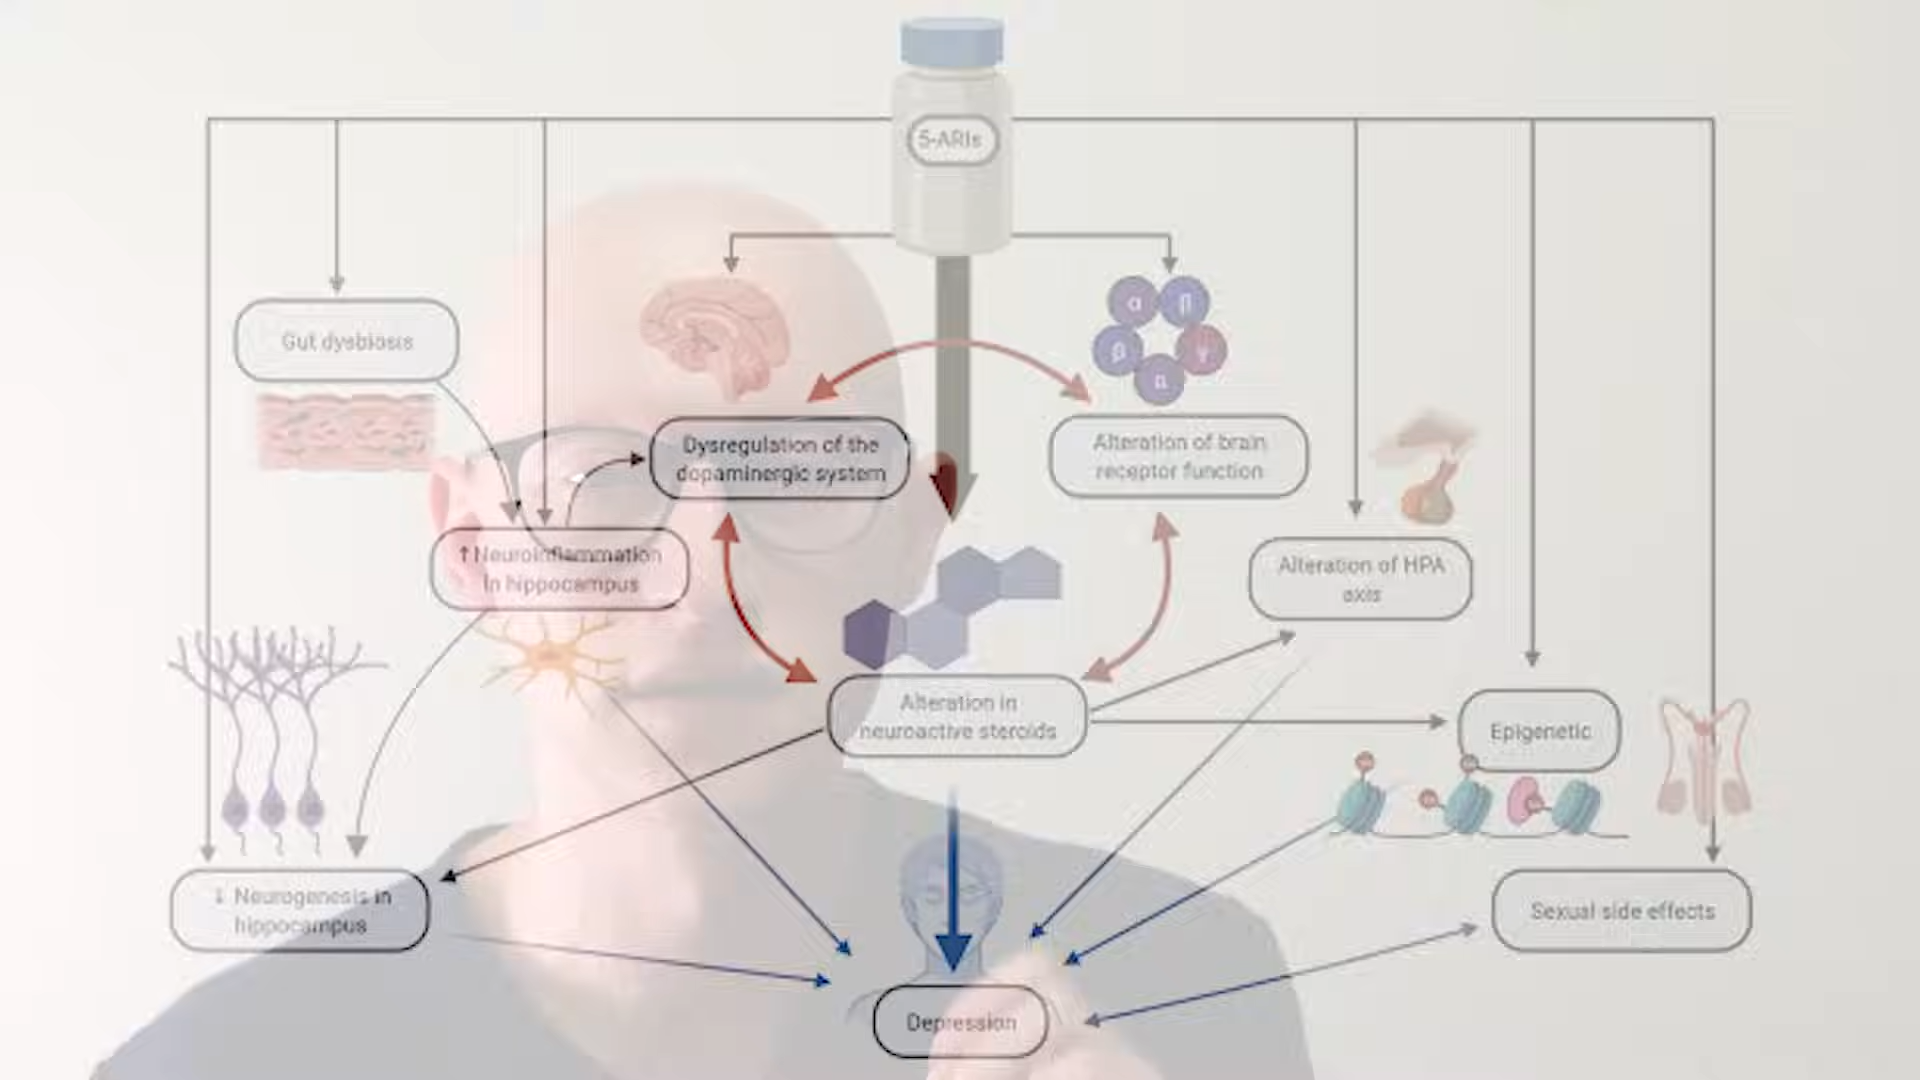 5-ARIs
α
β
β
γ
α
Gut dysbiosis
Dysregulation of the
dopaminergic system
Alteration of brain
receptor function
↑ Neuroinflammation
in hippocampus
Alteration of HPA
axis
Alteration in
neuroactive steroids
Epigenetic
↓ Neurogenesis in
hippocampus
Sexual side effects
Depression